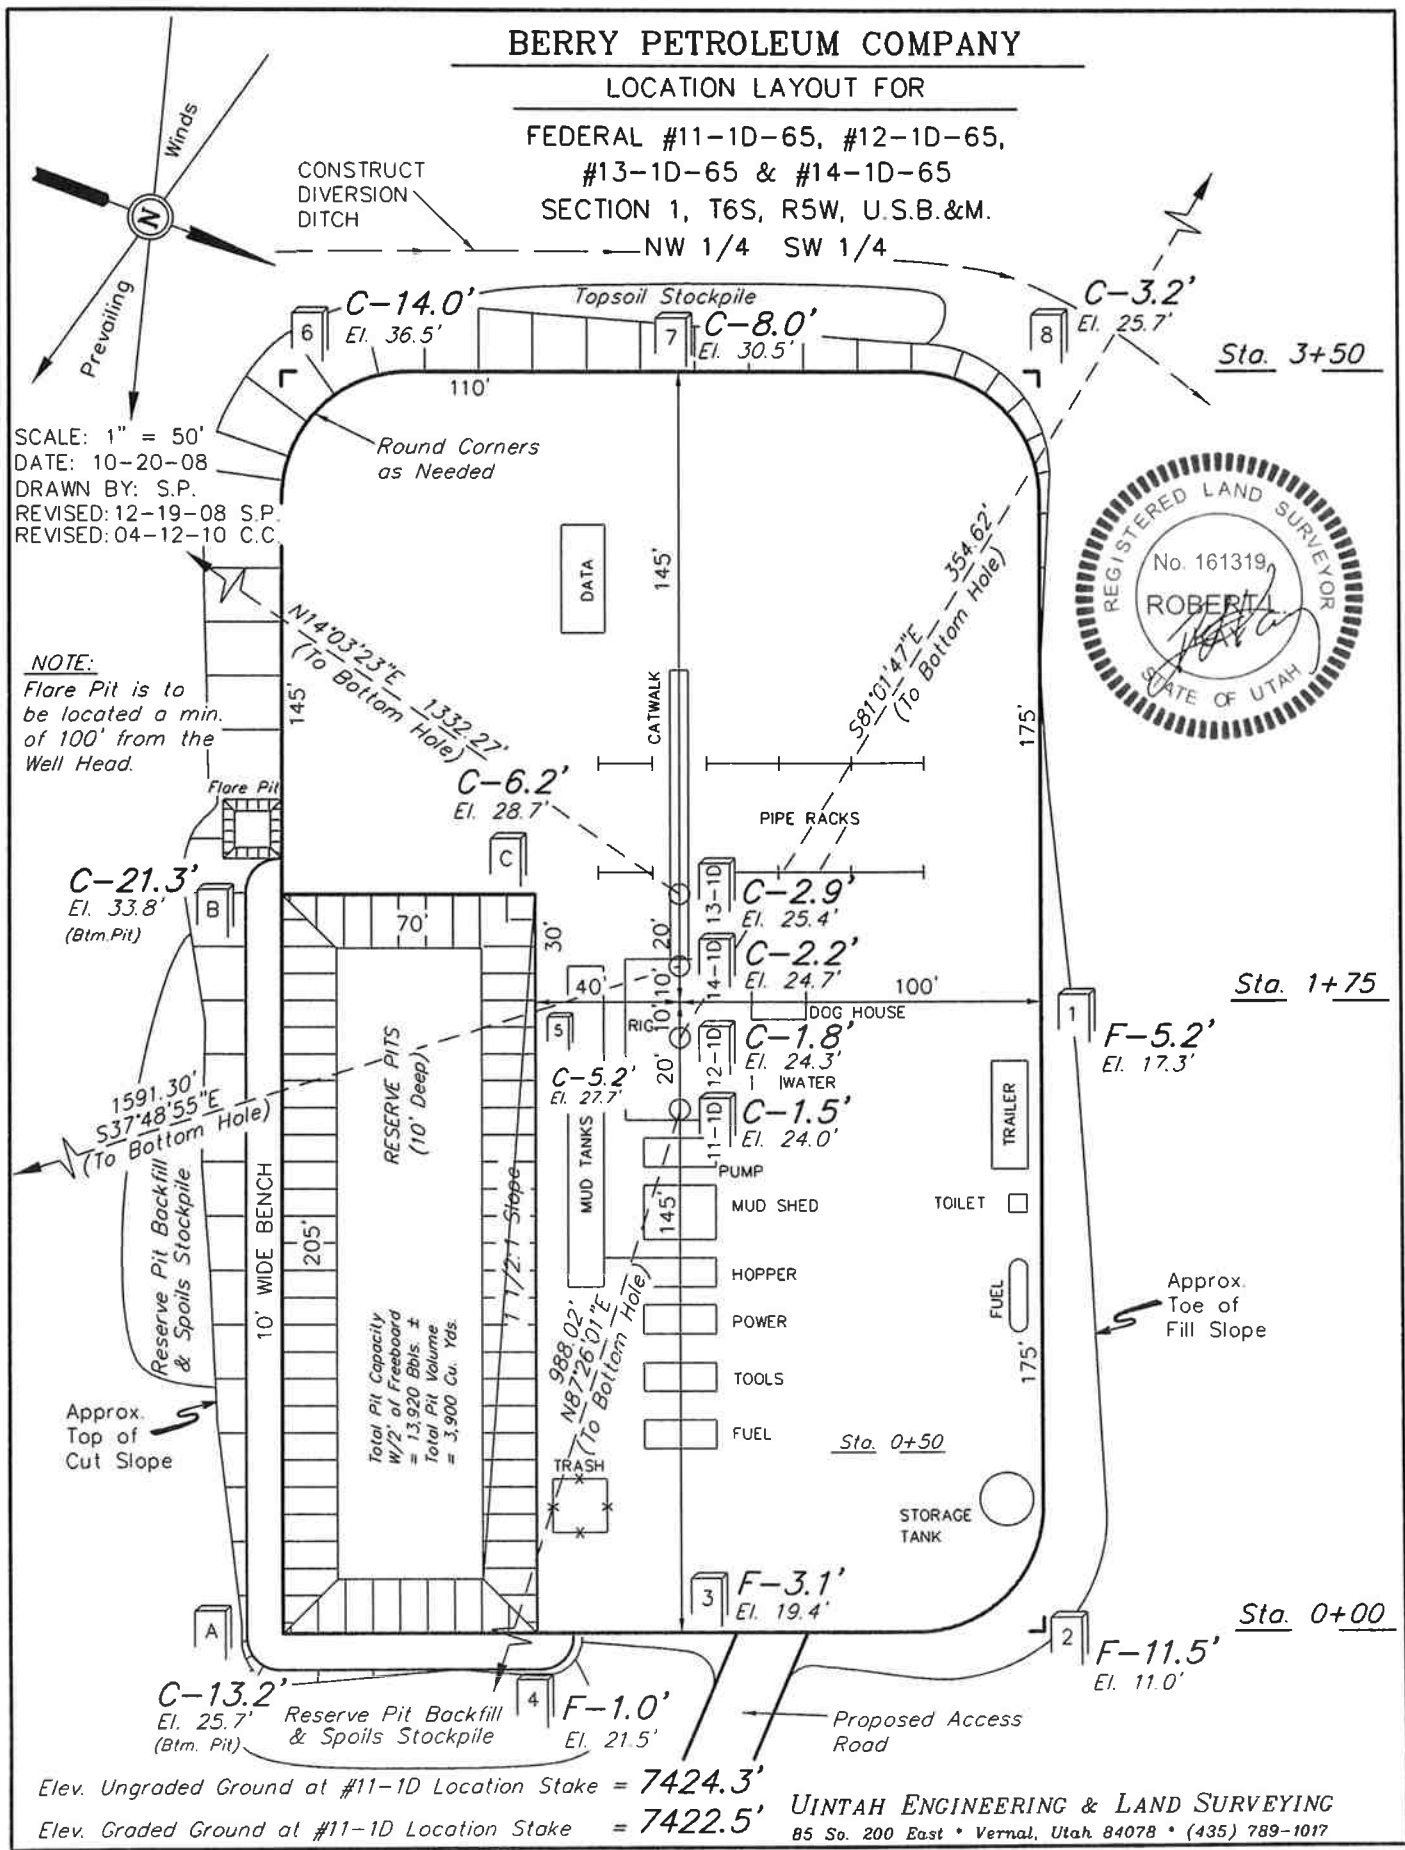 BERRY PETROLEUM COMPANY
LOCATION LAYOUT FOR
FEDERAL #11-1D-65, #12-1D-65,
#13-1D-65 & #14-1D-65
SECTION 1, T6S, R5W, U.S.B.&M.
NW 1/4 SW 1/4
Winds
N
Prevailing
CONSTRUCT
DIVERSION
DITCH
Topsoil Stockpile
6
C-14.0'
El. 36.5'
7
C-8.0'
El. 30.5'
8
C-3.2'
El. 25.7'
Sta. 3+50
110'
Round Corners
as Needed
SCALE: 1" = 50'
DATE: 10-20-08
DRAWN BY: S.P.
REVISED: 12-19-08 S.P.
REVISED: 04-12-10 C.C.
REGISTERED LAND SURVEYOR
No. 161319
ROBERT L.
STATE OF UTAH
DATA
145'
354.62'
S81°01'47"E
(To Bottom Hole)
N14°03'23"E
1332.27'
(To Bottom Hole)
NOTE:
Flare Pit is to
be located a min.
of 100' from the
Well Head.
145'
CATWALK
175'
Flare Pit
C-6.2'
El. 28.7'
PIPE RACKS
C
C-21.3'
El. 33.8'
(Btm.Pit)
B
70'
30'
20'
13-1D
C-2.9'
El. 25.4'
14-1D
C-2.2'
El. 24.7'
40'
10'
10'
100'
Sta. 1+75
DOG HOUSE
1
F-5.2'
El. 17.3'
5
RIG
12-1D
C-1.8'
El. 24.3'
WATER
20'
C-5.2'
El. 27.7'
11-1D
C-1.5'
El. 24.0'
RESERVE PITS
(10' Deep)
1591.30'
S37°48'55"E
(To Bottom Hole)
TRAILER
PUMP
MUD TANKS
145'
MUD SHED
TOILET
Reserve Pit Backfill
& Spoils Stockpile
10' WIDE BENCH
205'
1 1/2:1 Slope
HOPPER
FUEL
Approx.
Toe of
Fill Slope
POWER
988.02'
N87°26'01"E
(To Bottom Hole)
Total Pit Capacity
W/2' of Freeboard
= 13,920 Bbls. ±
Total Pit Volume
= 3,900 Cu. Yds.
TOOLS
175'
Approx.
Top of
Cut Slope
FUEL
Sta. 0+50
TRASH
STORAGE
TANK
3
F-3.1'
El. 19.4'
Sta. 0+00
A
2
F-11.5'
El. 11.0'
C-13.2'
El. 25.7'
(Btm. Pit)
Reserve Pit Backfill
& Spoils Stockpile
4
F-1.0'
El. 21.5'
Proposed Access
Road
Elev. Ungraded Ground at #11-1D Location Stake = 7424.3'
Elev. Graded Ground at #11-1D Location Stake = 7422.5'
UINTAH ENGINEERING & LAND SURVEYING
85 So. 200 East * Vernal, Utah 84078 * (435) 789-1017